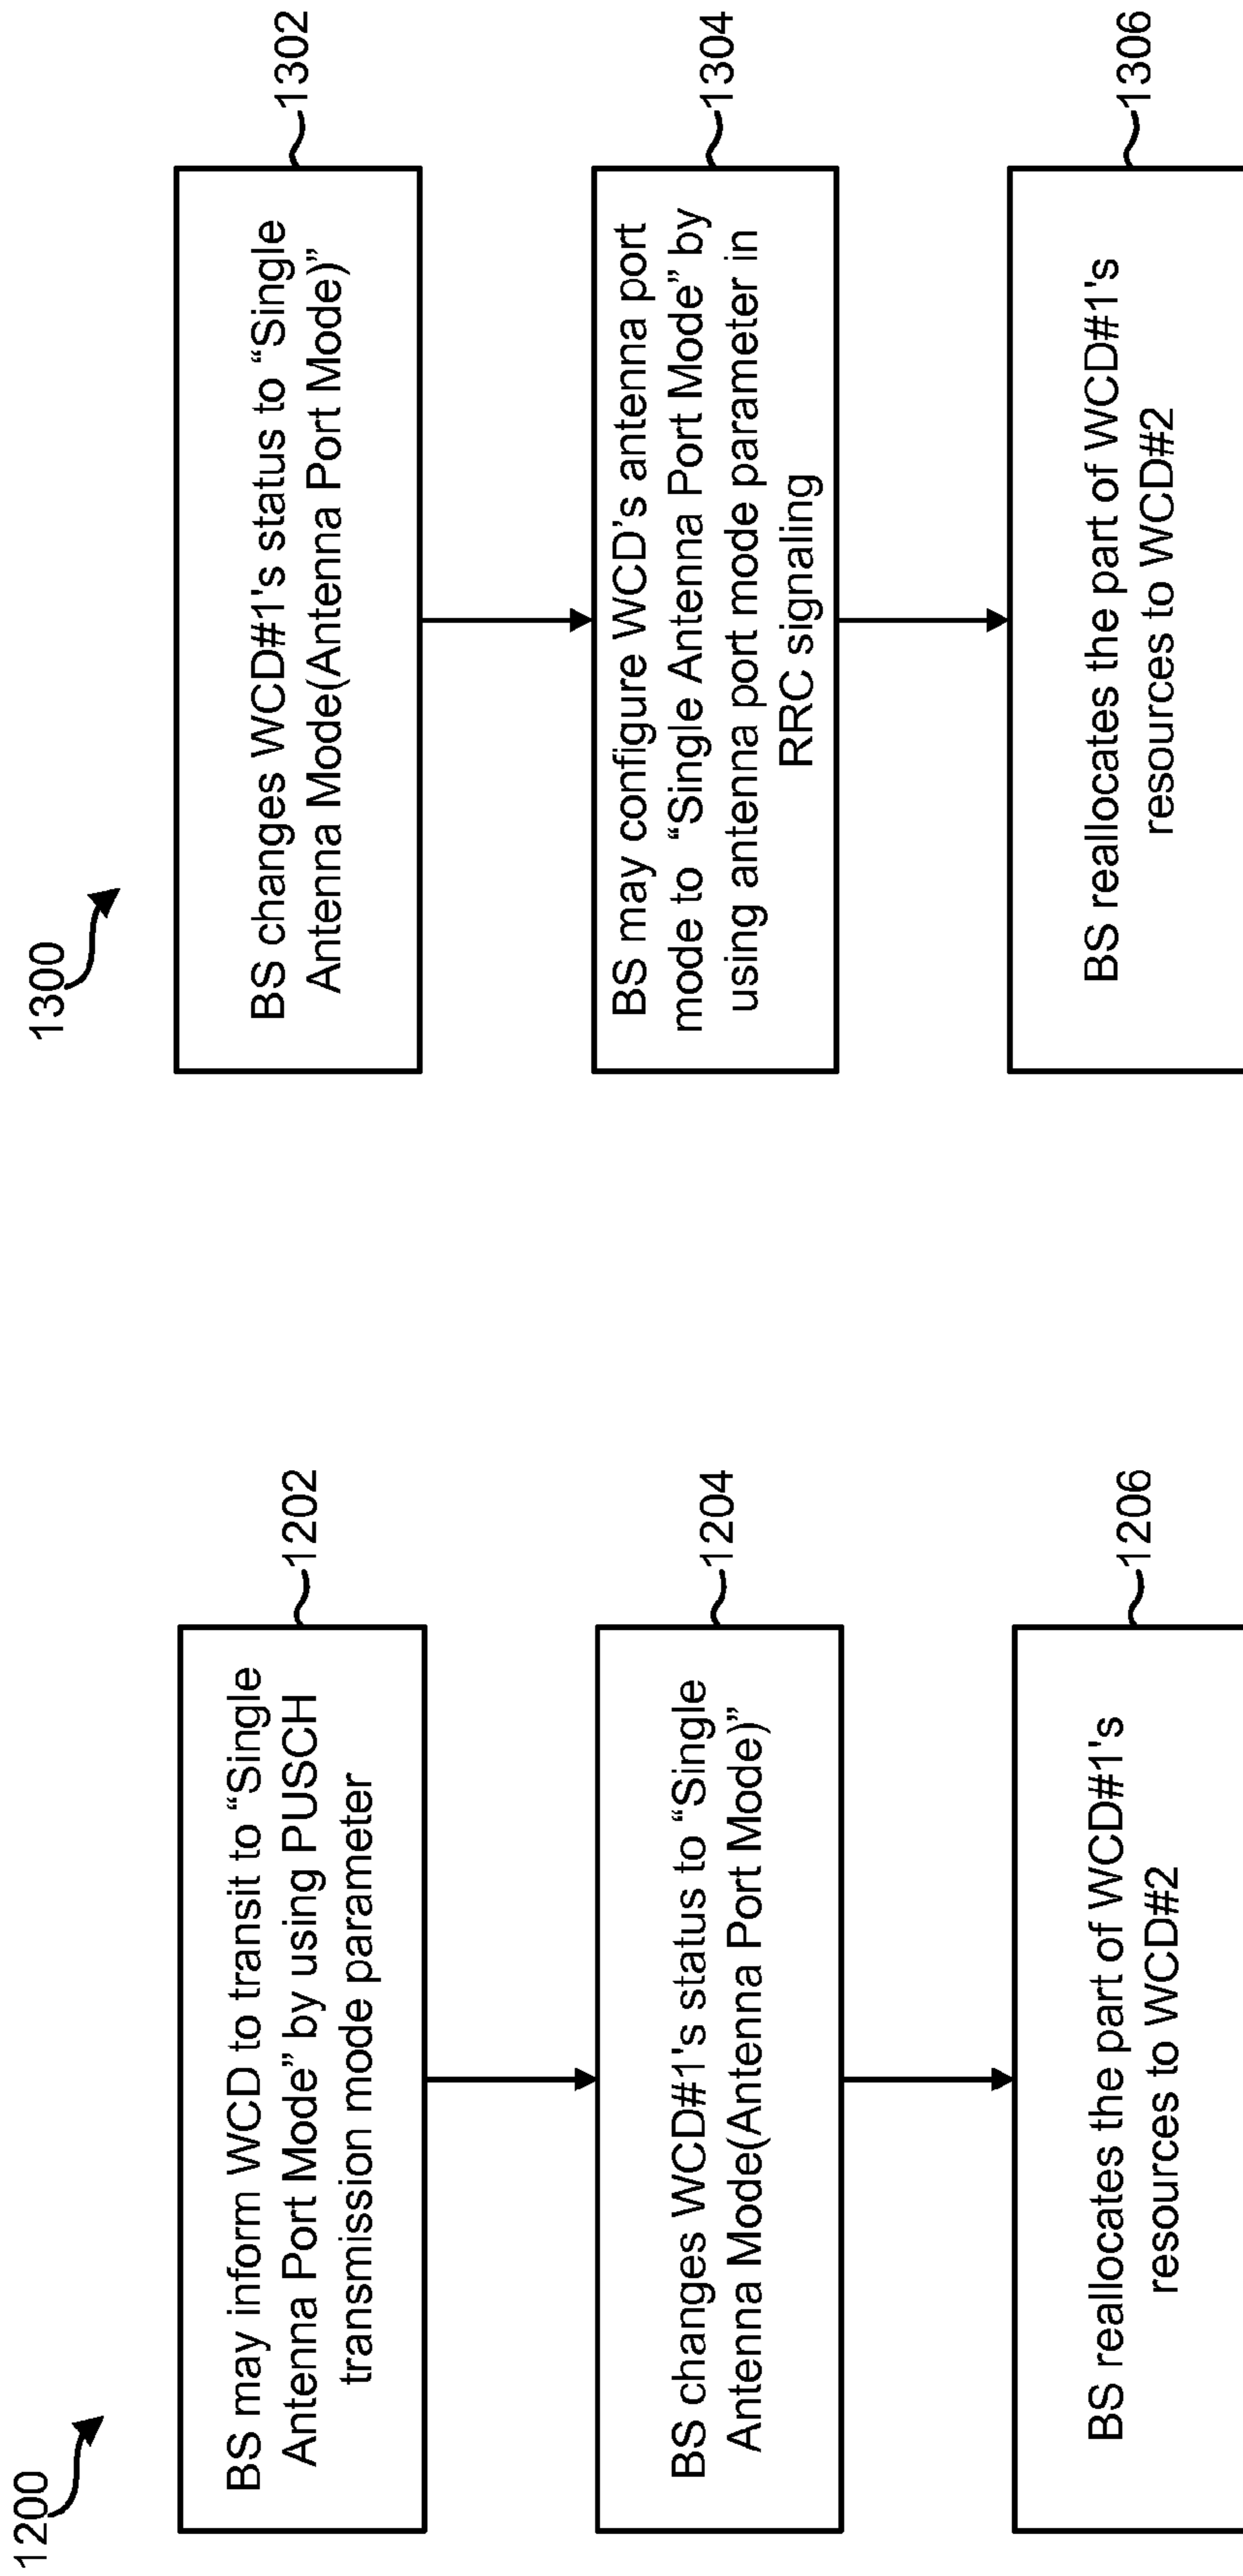 1200
BS may inform WCD to transit to “Single
Antenna Port Mode” by using PUSCH
transmission mode parameter
1202
BS changes WCD#1's status to “Single
Antenna Mode(Antenna Port Mode)”
1204
BS reallocates the part of WCD#1's
resources to WCD#2
1206
1300
BS changes WCD#1's status to “Single
Antenna Mode(Antenna Port Mode)”
1302
BS may configure WCD's antenna port
mode to “Single Antenna Port Mode” by
using antenna port mode parameter in
RRC signaling
1304
BS reallocates the part of WCD#1's
resources to WCD#2
1306